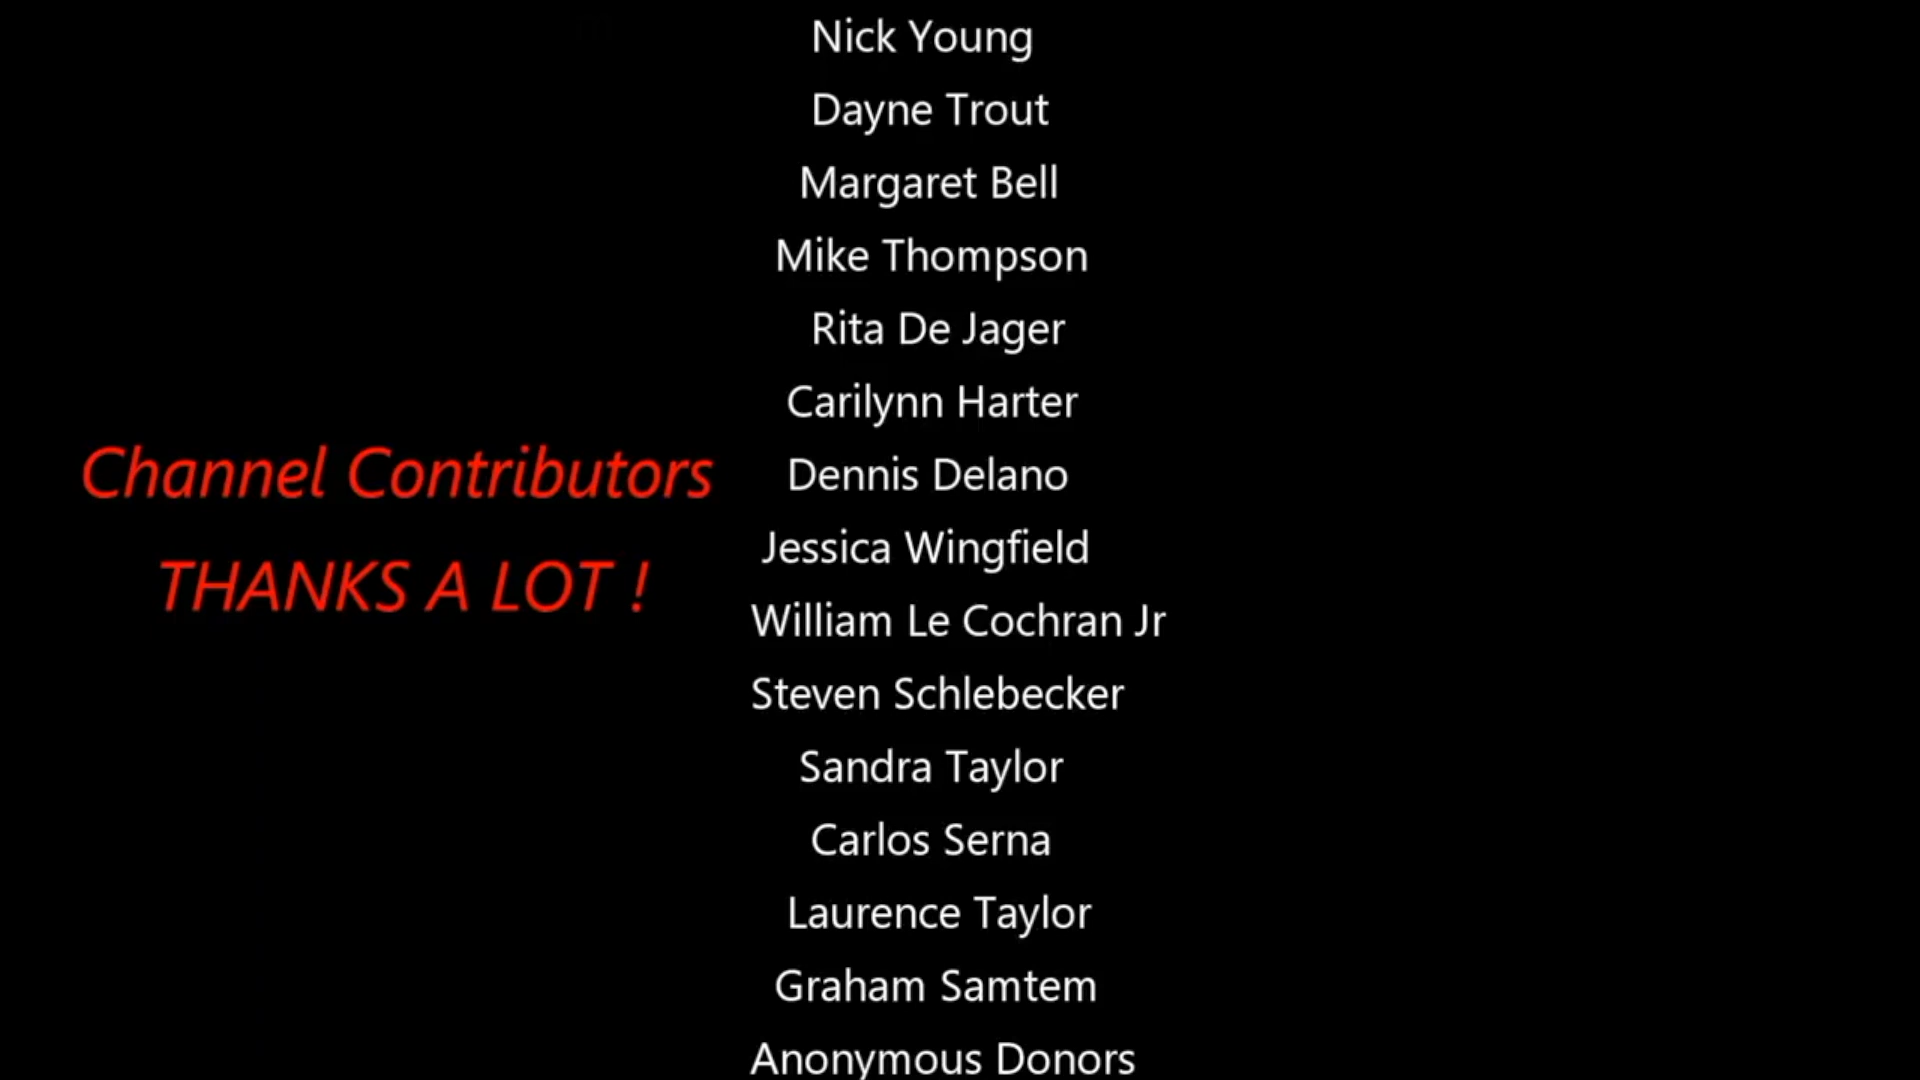 Nick Young
Dayne Trout
Margaret Bell
Mike Thompson
Rita De Jager
Carilynn Harter
Channel Contributors
THANKS A LOT !
Dennis Delano
Jessica Wingfield
William Le Cochran Jr
Steven Schlebecker
Sandra Taylor
Carlos Serna
Laurence Taylor
Graham Samtem
Anonymous Donors